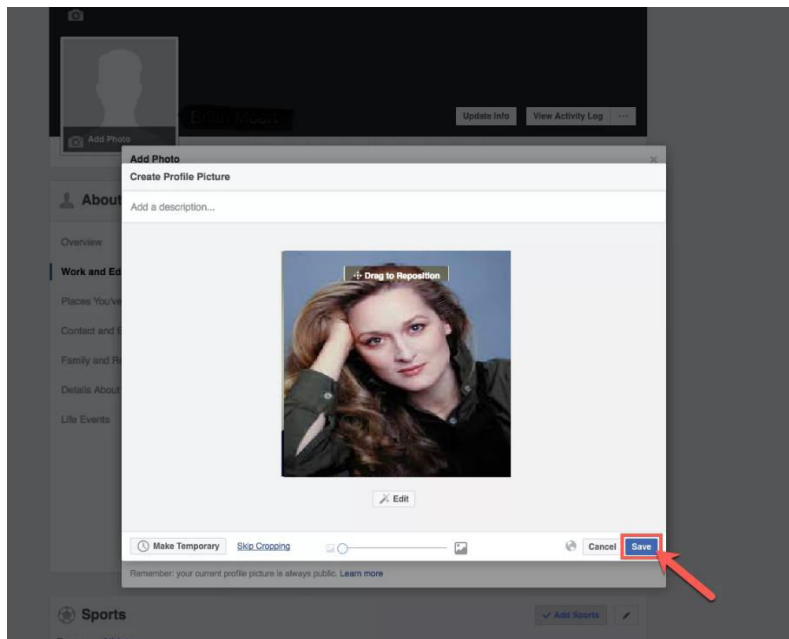 Update Info
View Activity Log
Add Photo
Add Photo
Create Profile Picture
About
Add a description...
Overview
Drag to Reposition
Work and Ed
Places You've
Contact and
Family and
Details About
Life Events
Edit
Make Temporary
Skip Cropping
Cancel
Save
Remember: your current profile picture is always public. Learn more
Sports
Add Sports